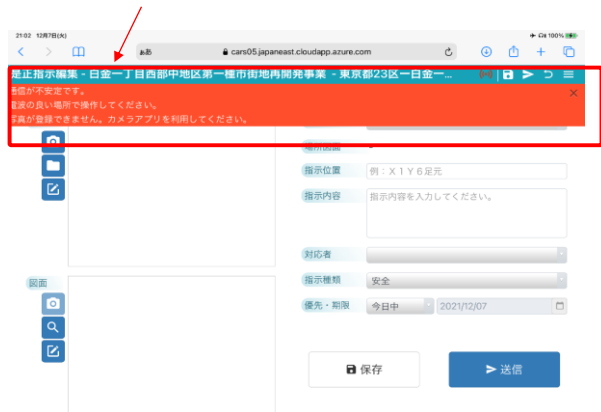 21:02 12月7日(火)
100%
ああ
cars05.japaneast.cloudapp.azure.com
是正指示編集 - 日金一丁目西部中地区第一種市街地再開発事業 - 東京都23区一日金一...
通信が不安定です。
電波の良い場所で操作してください。
写真が登録できません。カメラアプリを利用してください。
指示位置
例：X１Y６足元
指示内容
指示内容を入力してください。
対応者
指示種類
安全
図面
優先・期限
今日中
2021/12/07
保存
送信